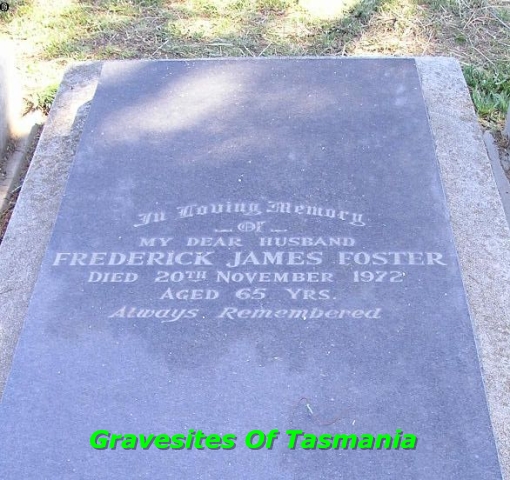 In Loving Memory
Of
MY DEAR HUSBAND
FREDERICK JAMES FOSTER
DIED 20TH NOVEMBER 1972
AGED 65 YRS.
Always Remembered
Gravesites Of Tasmania